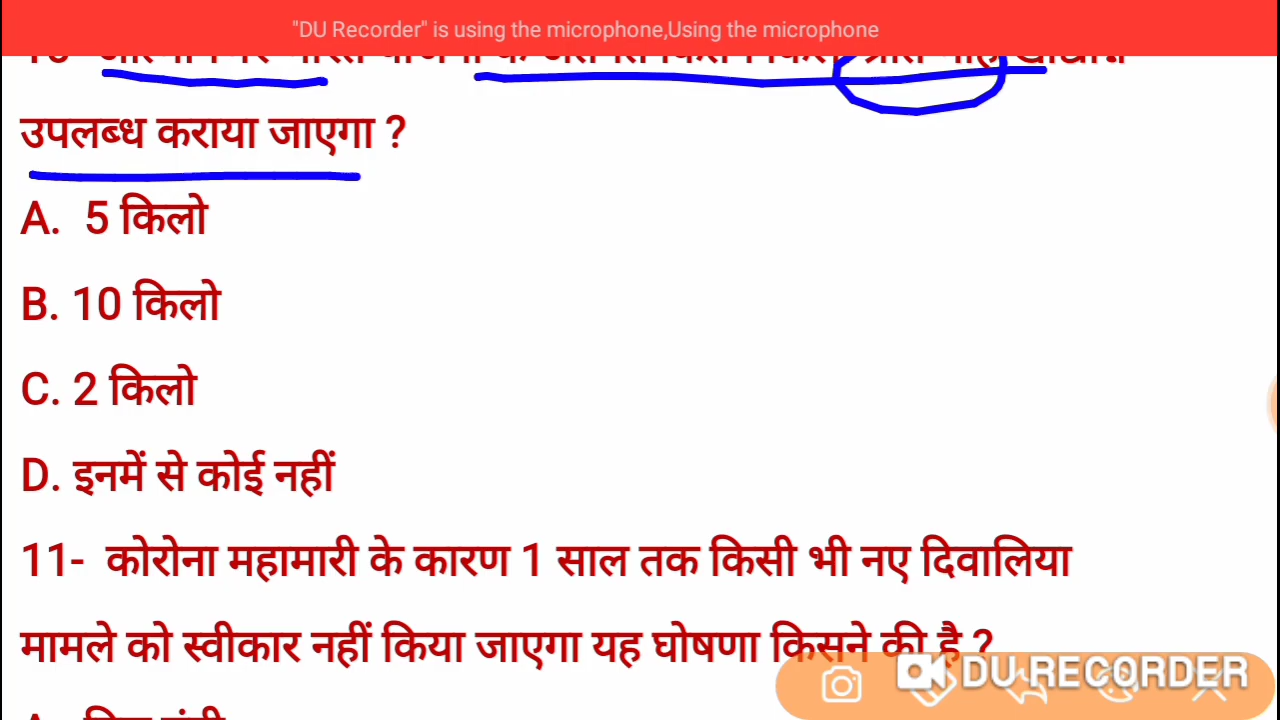 "DU Recorder" is using the microphone,Using the microphone
उपलब्ध कराया जाएगा ?
A. 5 किलो
B. 10 किलो
C. 2 किलो
D. इनमें से कोई नहीं
11- कोरोना महामारी के कारण 1 साल तक किसी भी नए दिवालिया
मामले को स्वीकार नहीं किया जाएगा यह घोषणा किसने की है ?
DU RECORDER